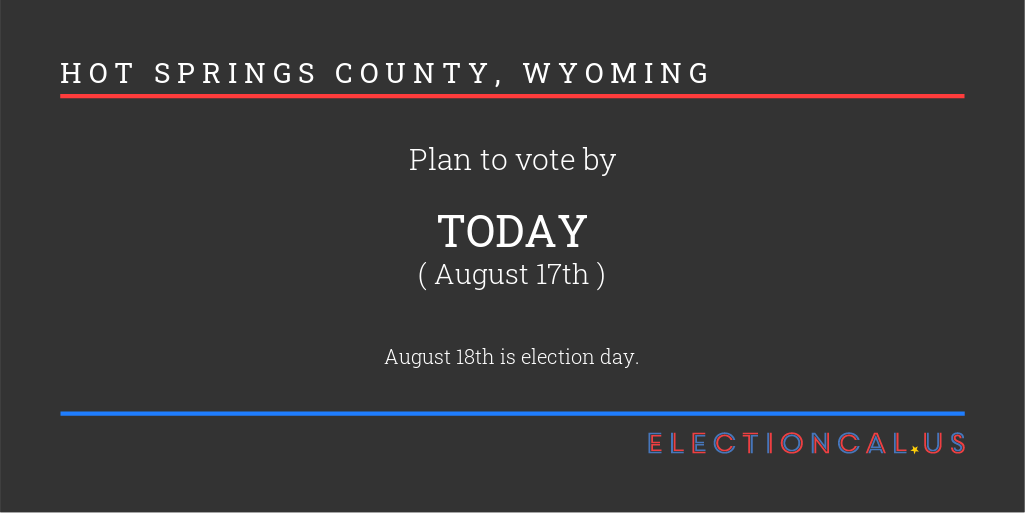 HOT SPRINGS COUNTY, WYOMING
Plan to vote by
TODAY
( August 17th )
August 18th is election day.
ELECTIONCAL.US